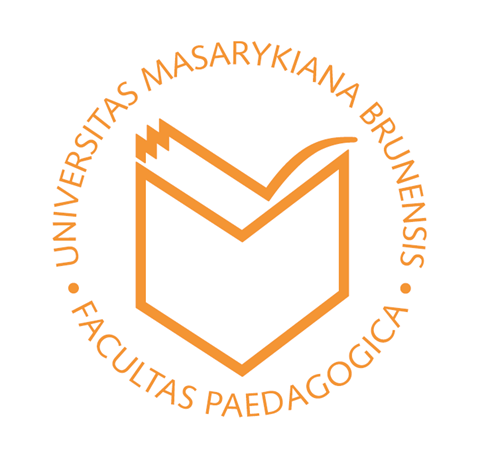 UNIVERSITAS MASARYKIANA BRUNENSIS
• FACULTAS PAEDAGOGICA •